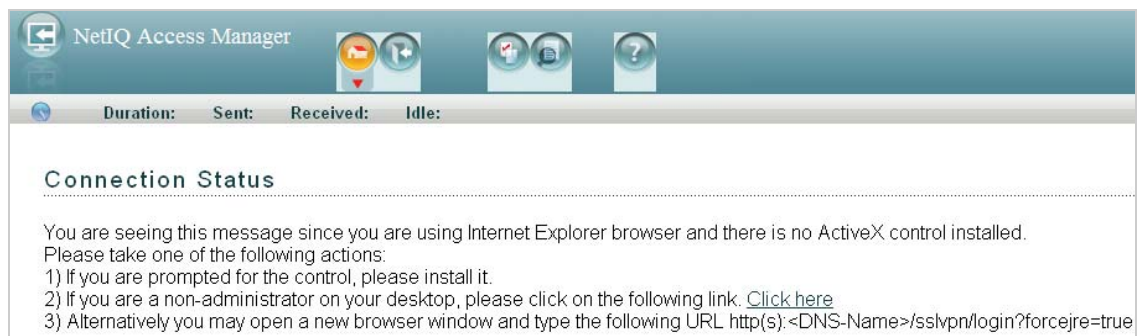 NetIQ Access Manager
Duration: Sent: Received: Idle:
Connection Status
You are seeing this message since you are using Internet Explorer browser and there is no ActiveX control installed.
Please take one of the following actions:
1) If you are prompted for the control, please install it.
2) If you are a non-administrator on your desktop, please click on the following link. Click here
3) Alternatively you may open a new browser window and type the following URL http(s):<DNS-Name>/sslvpn/login?forcejre=true